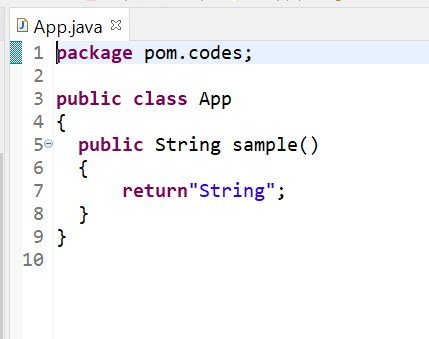 App.java
1 package pom.codes;
2
3 public class App
4 {
5 public String sample()
6 {
7 return"String";
8 }
9 }
10